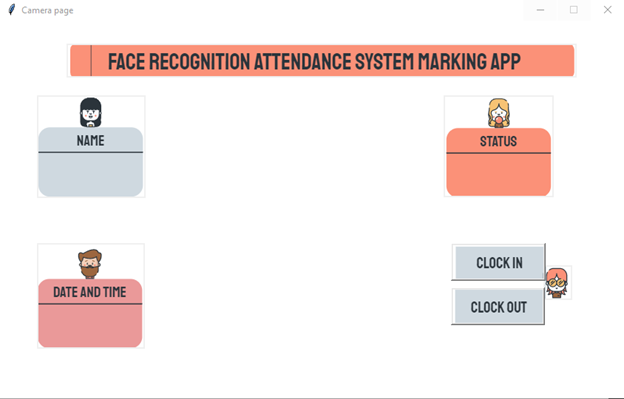 Camera page
FACE RECOGNITION ATTENDANCE SYSTEM MARKING APP
NAME
STATUS
DATE AND TIME
CLOCK IN
CLOCK OUT